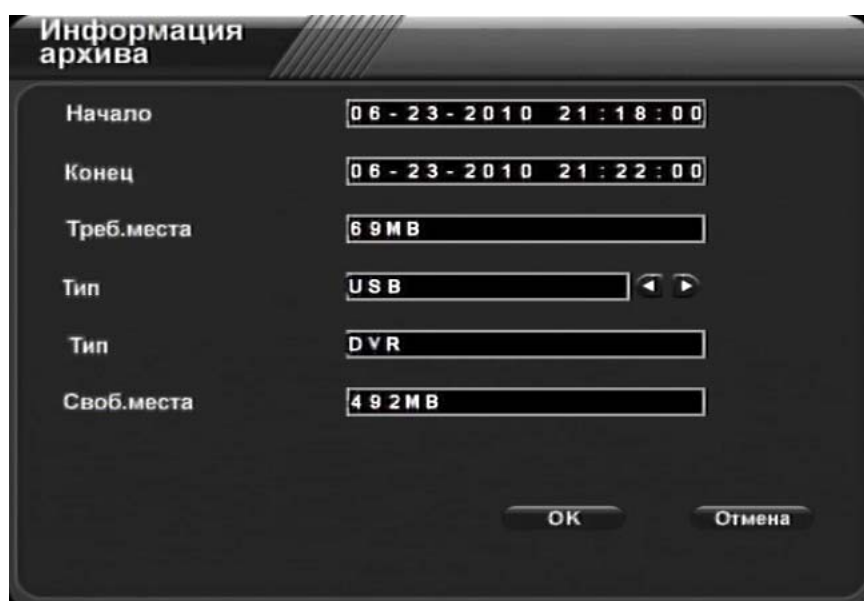 Информация
архива
Начало 06-23-2010 21:18:00
Конец 06-23-2010 21:22:00
Треб.места 69MB
Тип USB
Тип DVR
Своб.места 492MB
OK Отмена